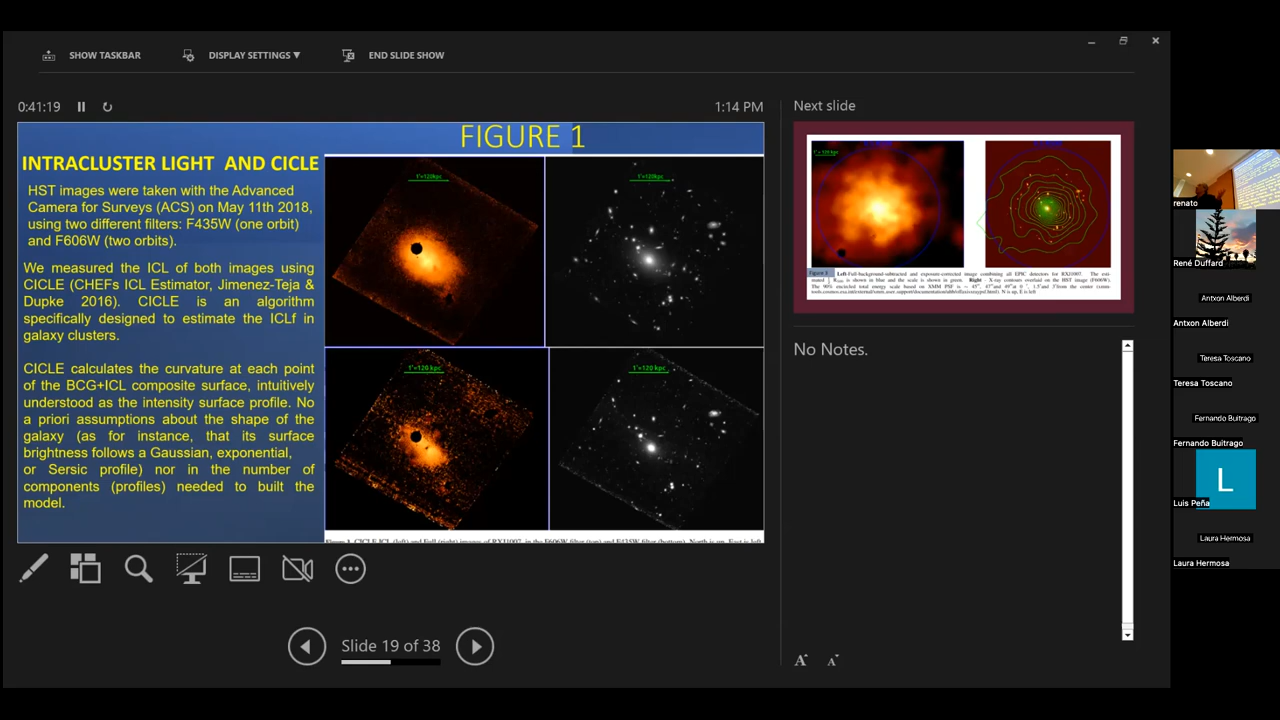 SHOW TASKBAR
DISPLAY SETTINGS ▼
END SLIDE SHOW
0:41:19
1:14 PM
FIGURE 1
INTRACLUSTER LIGHT AND CICLE
HST images were taken with the Advanced
Camera for Surveys (ACS) on May 11th 2018,
using two different filters: F435W (one orbit)
and F606W (two orbits).
We measured the ICL of both images using
CICLE (CHEFs ICL Estimator, Jiménez-Teja &
Dupke 2016). CICLE is an algorithm
specifically designed to estimate the ICLf in
galaxy clusters.
CICLE calculates the curvature at each point
of the BCG+ICL composite surface, intuitively
understood as the intensity surface profile. No
a priori assumptions about the shape of the
galaxy (as for instance, that its surface
brightness follows a Gaussian, exponential,
or Sersic profile) nor in the number of
components (profiles) needed to built the
model.
1'=120kpc
1'=120kpc
1'=120 kpc
1'=120 kpc
Slide 19 of 38
Next slide
1'= 120 kpc
No Notes.
A
A
renato
René Duffard
Antxon Alberdi
Antxon Alberdi
Teresa Toscano
Teresa Toscano
Fernando Buitrago
Fernando Buitrago
L
Luis Peña
Laura Hermosa
Laura Hermosa